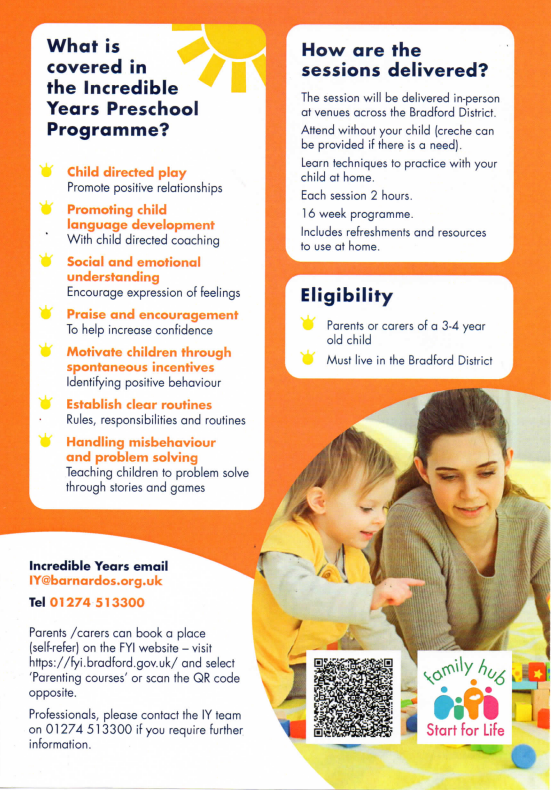 What is
covered in
the Incredible
Years Preschool
Programme?
Child directed play
Promote positive relationships
Promoting child
language development
With child directed coaching
Social and emotional
understanding
Encourage expression of feelings
Praise and encouragement
To help increase confidence
Motivate children through
spontaneous incentives
Identifying positive behaviour
Establish clear routines
Rules, responsibilities and routines
Handling misbehaviour
and problem solving
Teaching children to problem solve
through stories and games
How are the
sessions delivered?
The session will be delivered in-person
at venues across the Bradford District.
Attend without your child (creche can
be provided if there is a need).
Learn techniques to practice with your
child at home.
Each session 2 hours.
16 week programme.
Includes refreshments and resources
to use at home.
Eligibility
Parents or carers of a 3-4 year
old child
Must live in the Bradford District
Incredible Years email
IY@barnardos.org.uk
Tel 01274 513300
Parents /carers can book a place
(self-refer) on the FYI website – visit
https://fyi.bradford.gov.uk/ and select
'Parenting courses' or scan the QR code
opposite.
Professionals, please contact the IY team
on 01274 513300 if you require further
information.
family hub
Start for Life